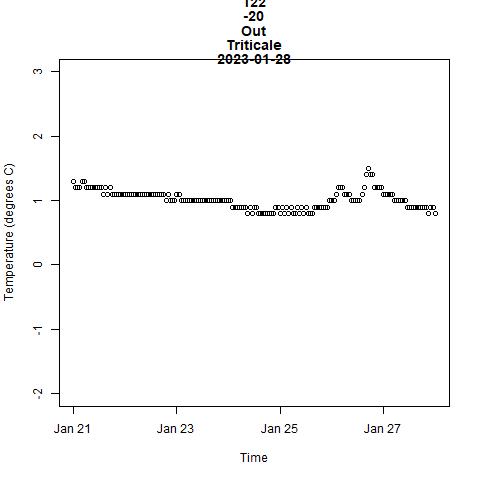 122
-20
Out
Triticale
2023-01-28
3
2
1
0
-1
-2
Temperature (degrees C)
Jan 21 Jan 23 Jan 25 Jan 27
Time